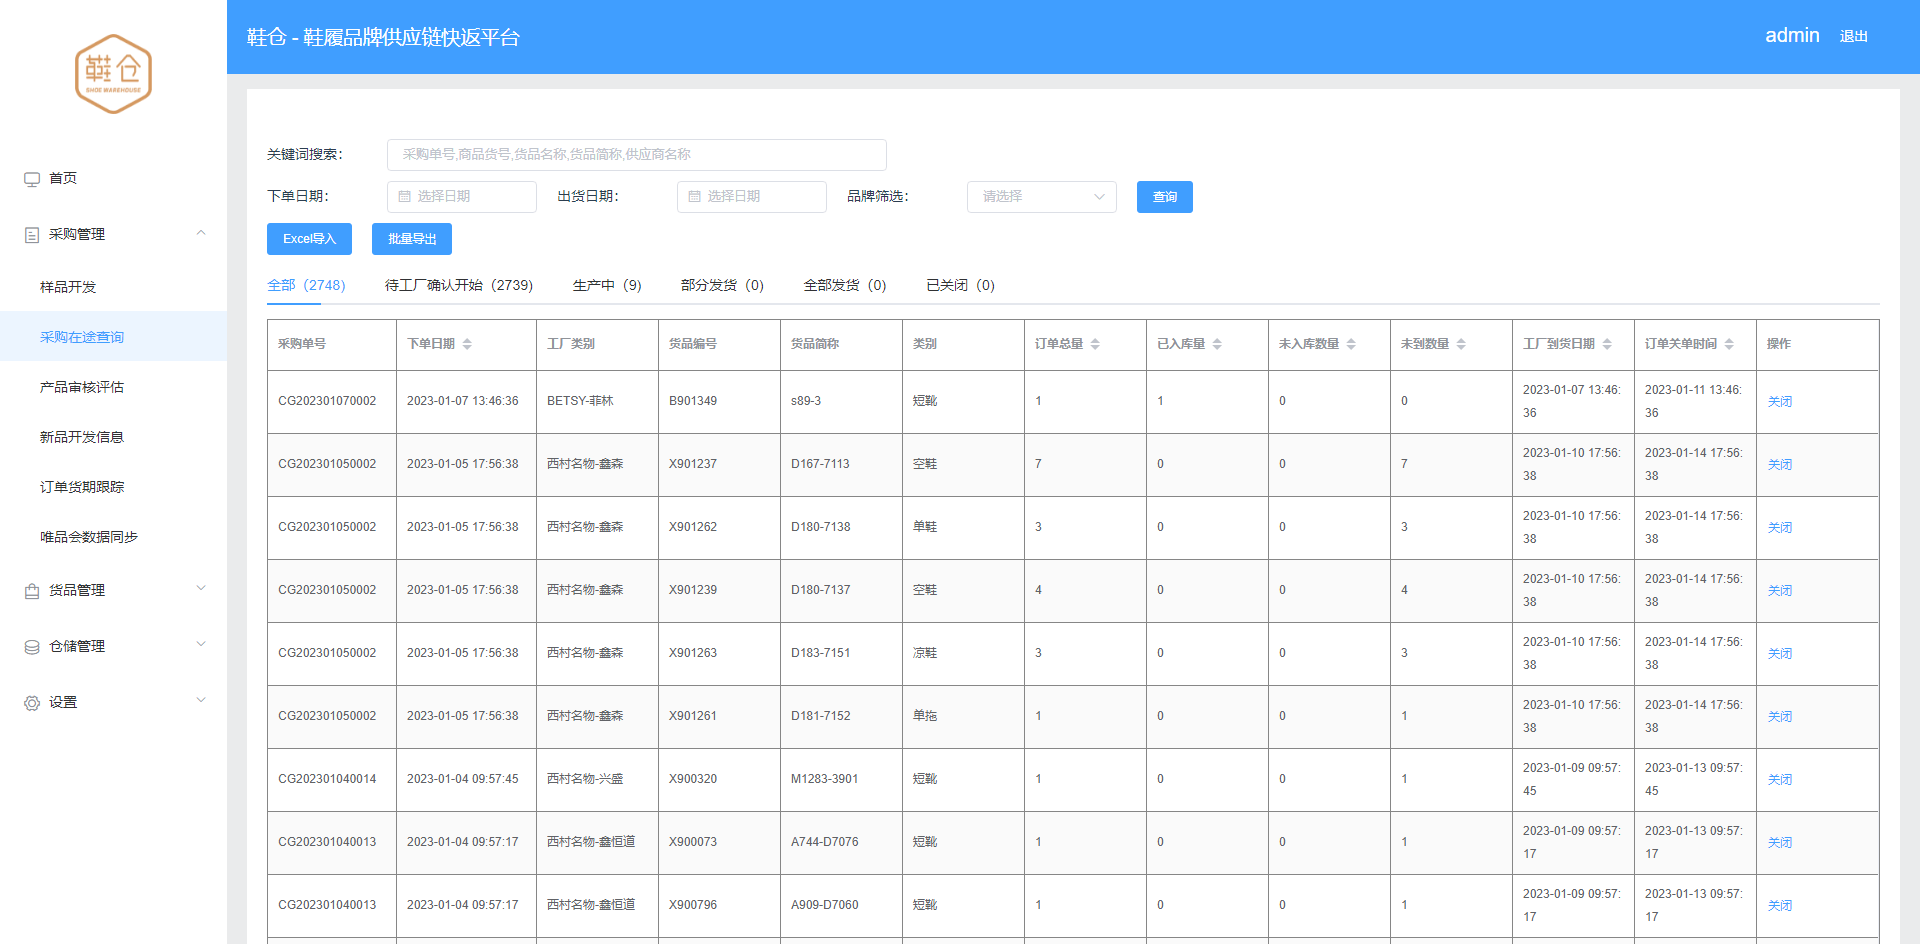 鞋仓
SHOE WAREHOUSE
鞋仓 - 鞋履品牌供应链快返平台
admin 退出
首页
采购管理
样品开发
采购在途查询
产品审核评估
新品开发信息
订单货期跟踪
唯品会数据同步
货品管理
仓储管理
设置
关键词搜索: 采购单号,商品货号,货品名称,货品简称,供应商名称
下单日期: 选择日期 出货日期: 选择日期 品牌筛选: 请选择 查询
Excel导入 批量导出
全部（2748） 待工厂确认开始（2739） 生产中（9） 部分发货（0） 全部发货（0） 已关闭（0）
采购单号 下单日期 工厂类别 货品编号 货品简称 类别 订单总量 已入库量 未入库数量 未到数量 工厂到货日期 订单关单时间 操作
CG202301070002 2023-01-07 13:46:36 BETSY-菲林 B901349 s89-3 短靴 1 1 0 0 2023-01-07 13:46:36 2023-01-11 13:46:36 关闭
CG202301050002 2023-01-05 17:56:38 西村名物-鑫森 X901237 D167-7113 空鞋 7 0 0 7 2023-01-10 17:56:38 2023-01-14 17:56:38 关闭
CG202301050002 2023-01-05 17:56:38 西村名物-鑫森 X901262 D180-7138 单鞋 3 0 0 3 2023-01-10 17:56:38 2023-01-14 17:56:38 关闭
CG202301050002 2023-01-05 17:56:38 西村名物-鑫森 X901239 D180-7137 空鞋 4 0 0 4 2023-01-10 17:56:38 2023-01-14 17:56:38 关闭
CG202301050002 2023-01-05 17:56:38 西村名物-鑫森 X901263 D183-7151 凉鞋 3 0 0 3 2023-01-10 17:56:38 2023-01-14 17:56:38 关闭
CG202301050002 2023-01-05 17:56:38 西村名物-鑫森 X901261 D181-7152 单拖 1 0 0 1 2023-01-10 17:56:38 2023-01-14 17:56:38 关闭
CG202301040014 2023-01-04 09:57:45 西村名物-兴盛 X900320 M1283-3901 短靴 1 0 0 1 2023-01-09 09:57:45 2023-01-13 09:57:45 关闭
CG202301040013 2023-01-04 09:57:17 西村名物-鑫恒道 X900073 A744-D7076 短靴 1 0 0 1 2023-01-09 09:57:17 2023-01-13 09:57:17 关闭
CG202301040013 2023-01-04 09:57:17 西村名物-鑫恒道 X900796 A909-D7060 短靴 1 0 0 1 2023-01-09 09:57:17 2023-01-13 09:57:17 关闭